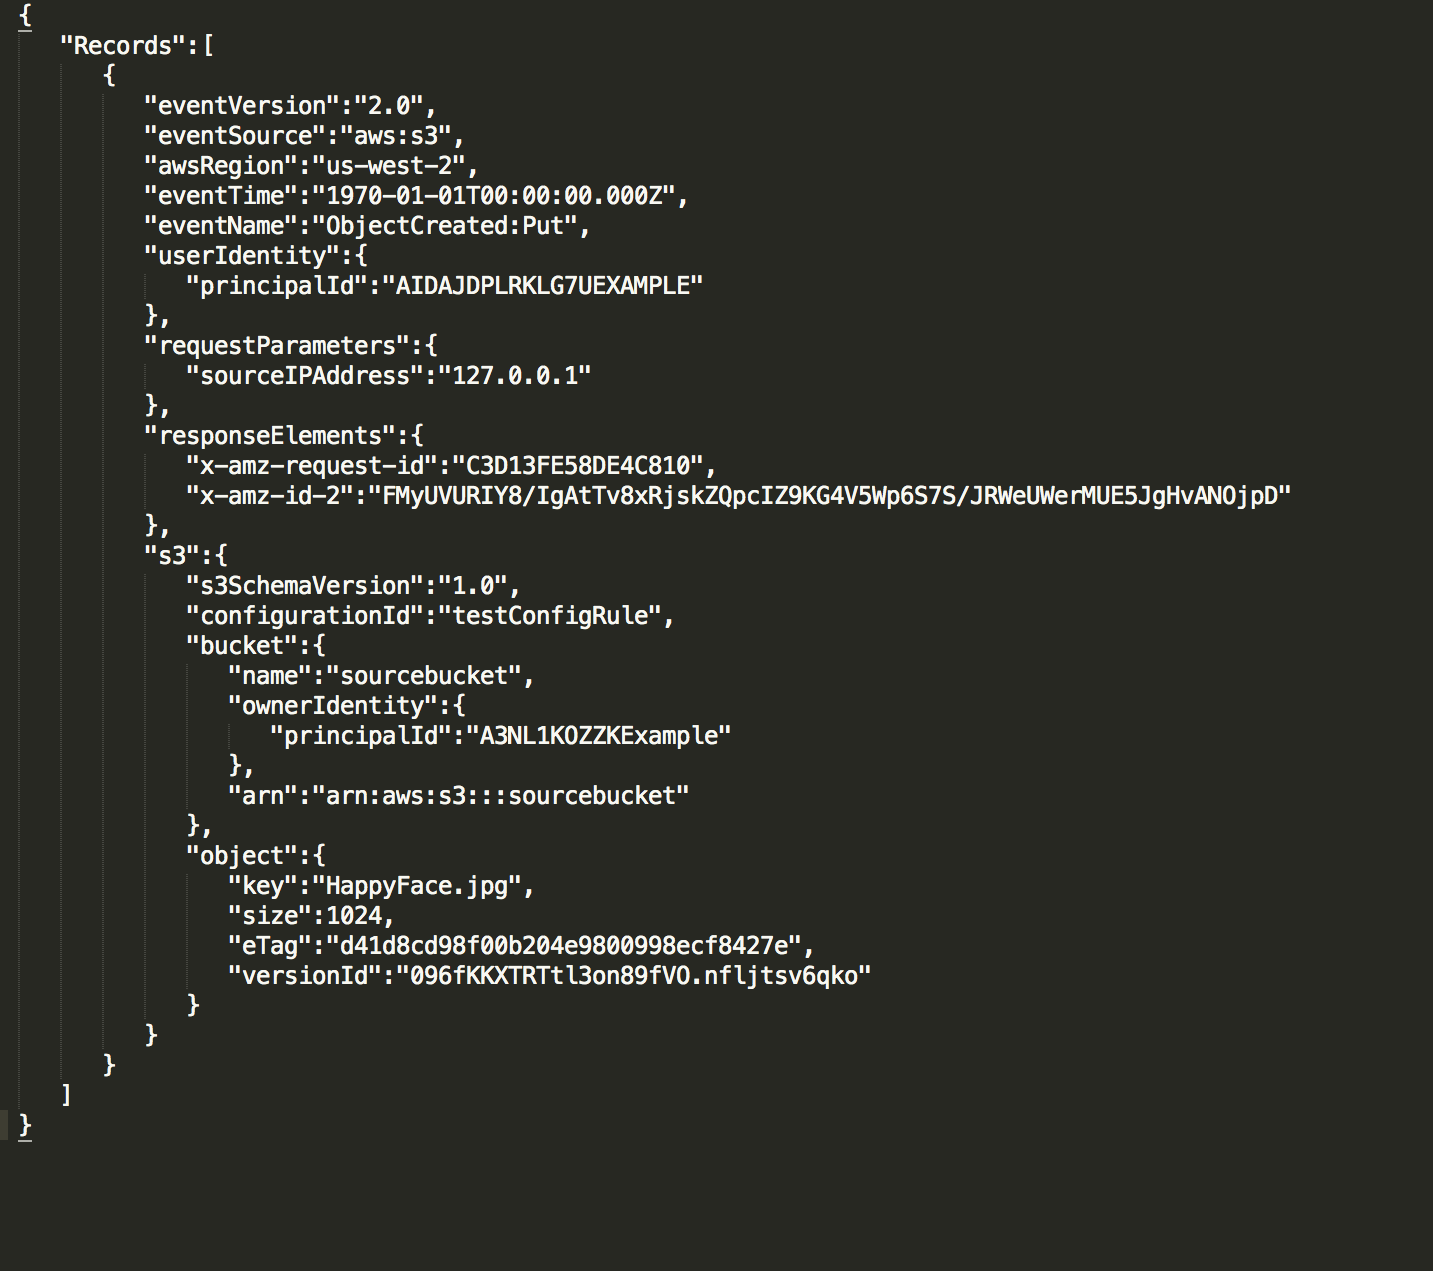 {
"Records":[
{
"eventVersion":"2.0",
"eventSource":"aws:s3",
"awsRegion":"us-west-2",
"eventTime":"1970-01-01T00:00:00.000Z",
"eventName":"ObjectCreated:Put",
"userIdentity":{
"principalId":"AIDAJDPLRKLG7UEXAMPLE"
},
"requestParameters":{
"sourceIPAddress":"127.0.0.1"
},
"responseElements":{
"x-amz-request-id":"C3D13FE58DE4C810",
"x-amz-id-2":"FMyUVURIY8/IgAtTv8xRjskZQpcIZ9KG4V5Wp6S7S/JRWeUWerMUE5JgHvANOjpD"
},
"s3":{
"s3SchemaVersion":"1.0",
"configurationId":"testConfigRule",
"bucket":{
"name":"sourcebucket",
"ownerIdentity":{
"principalId":"A3NL1KOZZKExample"
},
"arn":"arn:aws:s3:::sourcebucket"
},
"object":{
"key":"HappyFace.jpg",
"size":1024,
"eTag":"d41d8cd98f00b204e9800998ecf8427e",
"versionId":"096fKKXTRTtl3on89fVO.nfljtsv6qko"
}
}
}
]
}